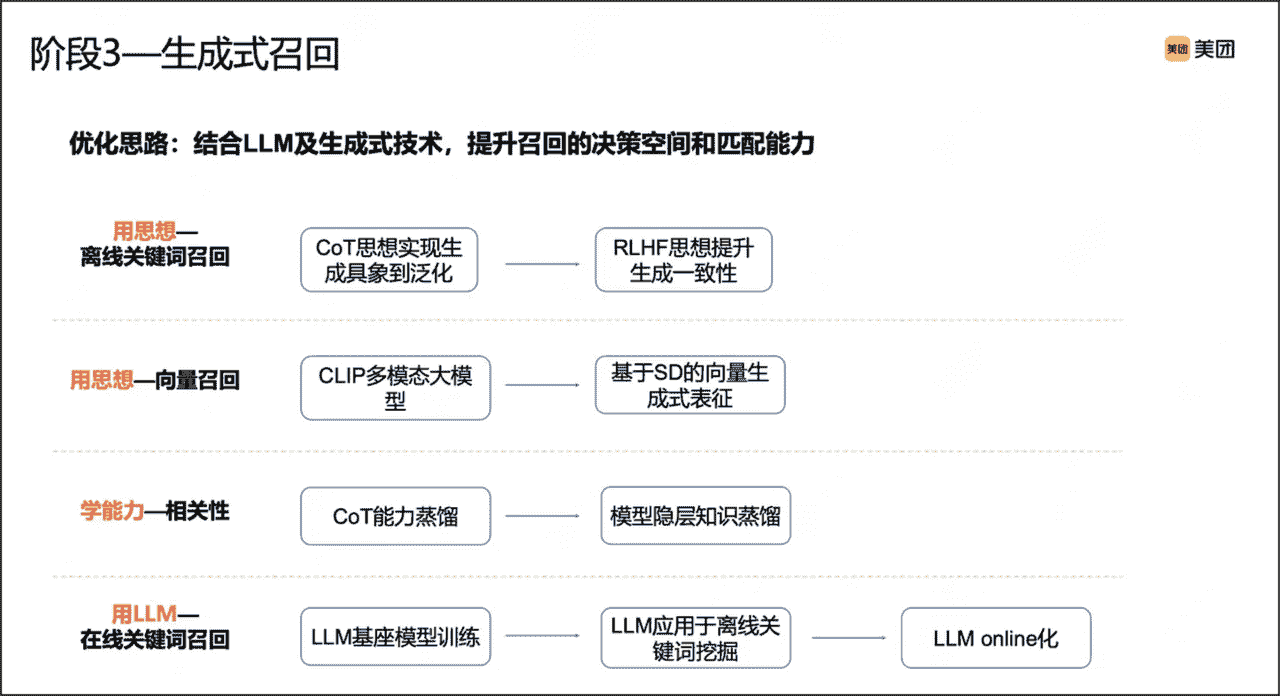 阶段3—生成式召回
美团 美团
优化思路：结合LLM及生成式技术，提升召回的决策空间和匹配能力
用思想—
离线关键词召回
CoT思想实现生
成具象到泛化
RLHF思想提升
生成一致性
用思想—向量召回
CLIP多模态大模
型
基于SD的向量生
成式表征
学能力—相关性
CoT能力蒸馏
模型隐层知识蒸馏
用LLM—
在线关键词召回
LLM基座模型训练
LLM应用于离线关
键词挖掘
LLM online化